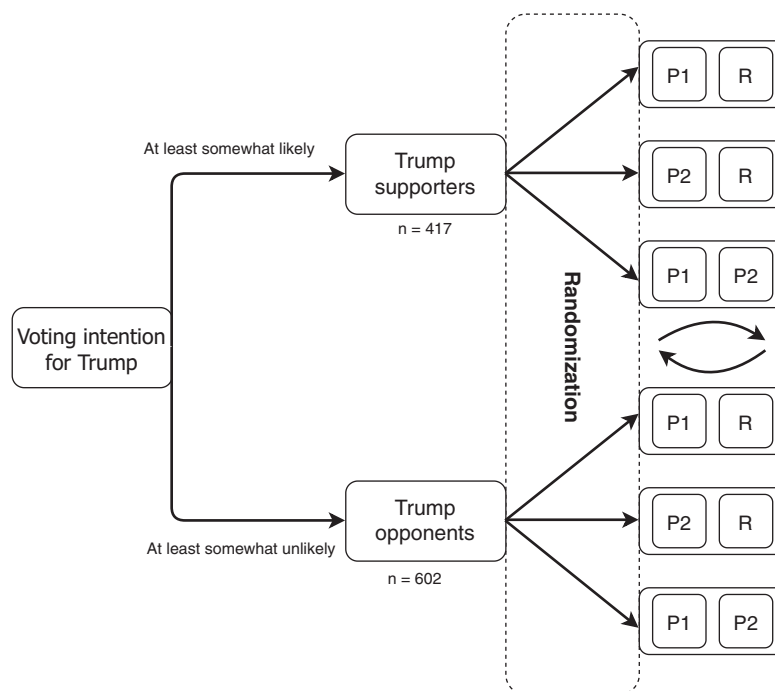 P1 R
At least somewhat likely
Trump
supporters
P2 R
n = 417
P1 P2
Randomization
Voting intention
for Trump
P1 R
Trump
opponents
P2 R
At least somewhat unlikely
n = 602
P1 P2